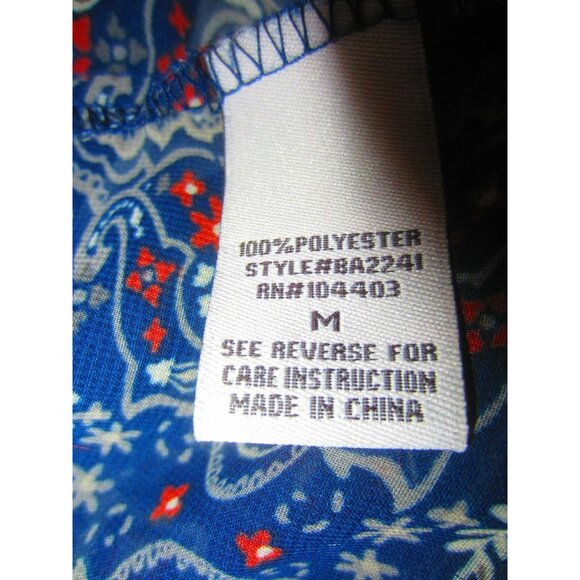 100%POLYESTER
STYLE#BA2241
RN#104403
M
SEE REVERSE FOR
CARE INSTRUCTION
MADE IN CHINA